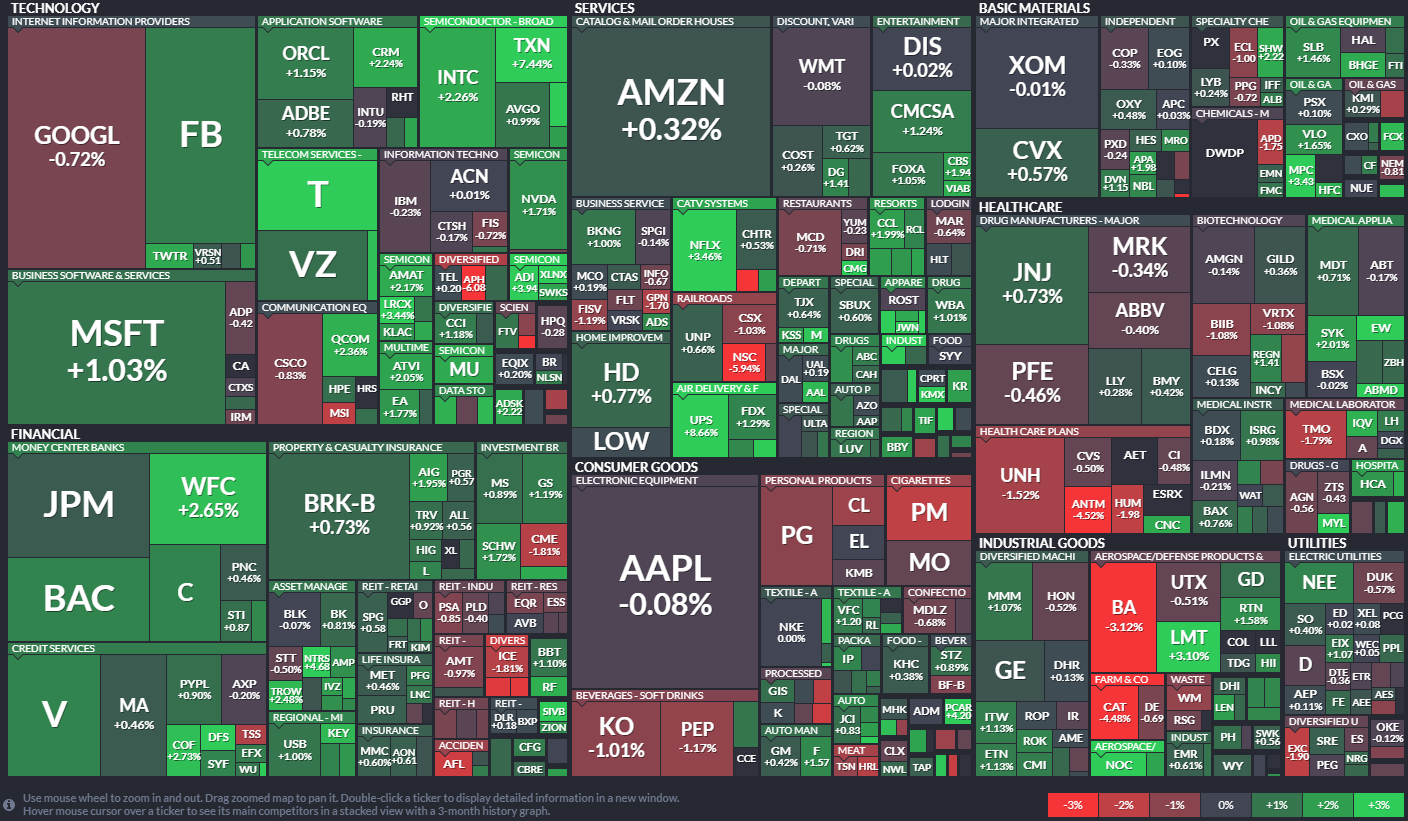 TECHNOLOGY
INTERNET INFORMATION PROVIDERS
GOOGL
-0.72%
FB
TWTR
VRSN
+0.51
APPLICATION SOFTWARE
ORCL
+1.15%
ADBE
+0.78%
CRM
+2.24%
INTU
-0.19%
RHT
SEMICONDUCTOR - BROAD
INTC
+2.26%
TXN
+7.44%
AVGO
+0.99%
TELECOM SERVICES -
T
VZ
INFORMATION TECHNO
IBM
-0.23%
ACN
+0.01%
CTSH
-0.17%
FIS
-0.72%
SEMICON
NVDA
+1.71%
BUSINESS SOFTWARE & SERVICES
MSFT
+1.03%
ADP
-0.42
CA
CTXS
IRM
COMMUNICATION EQ
CSCO
-0.83%
QCOM
+2.36%
HPE
HRS
MSI
SEMICON
AMAT
+2.17%
LRCX
+3.44%
KLAC
MULTIME
ATVI
+2.05%
EA
+1.77%
DIVERSIFIED
TEL
+0.20
APH
-6.08
DIVERSIFIE
CCI
+1.18%
SEMICON
MU
DATA STO
SEMICON
ADI
+3.94
XLNX
SWKS
SCIEN
FTV
HPQ
-0.28
EQIX
+0.20%
BR
NLSN
ADSK
+2.22
FINANCIAL
MONEY CENTER BANKS
JPM
WFC
+2.65%
BAC
C
PNC
+0.46%
STI
+0.87
CREDIT SERVICES
V
MA
+0.46%
PYPL
+0.90%
AXP
-0.20%
COF
+2.73%
DFS
TSS
SYF
EFX
WU
PROPERTY & CASUALTY INSURANCE
BRK-B
+0.73%
AIG
+1.95%
PGR
+0.57
TRV
+0.92%
ALL
+0.56
HIG
XL
L
INVESTMENT BR
MS
+0.89%
GS
+1.19%
SCHW
+1.72%
CME
-1.81%
ASSET MANAGE
BLK
-0.07%
BK
+0.81%
STT
-0.50%
NTRS
+4.68
AMP
TROW
+2.48%
IVZ
REGIONAL - MI
USB
+1.00%
KEY
REIT - RETAI
SPG
+0.58
GGP
O
FRT
KIM
LIFE INSURA
MET
+0.46%
PFG
LNC
PRU
INSURANCE
MMC
+0.60%
AON
+0.61
REIT - INDU
PSA
-0.85
PLD
-0.40
REIT - RES
EQR
ESS
AVB
REIT -
AMT
-0.97%
DIVERS
ICE
-1.81%
BBT
+1.10%
RF
REIT - H
REIT -
DLR
+0.18
BXP
SIVB
ZION
ACCIDEN
AFL
CFG
CBRE
SERVICES
CATALOG & MAIL ORDER HOUSES
AMZN
+0.32%
DISCOUNT, VARI
WMT
-0.08%
COST
+0.26%
TGT
+0.62%
DG
+1.41
ENTERTAINMENT
DIS
+0.02%
CMCSA
+1.24%
FOXA
+1.05%
CBS
+1.94
VIAB
BUSINESS SERVICE
BKNG
+1.00%
SPGI
-0.14%
MCO
+0.19%
CTAS
INFO
-0.67
FISV
-1.19%
FLT
GPN
-1.70
VRSK
ADS
CATV SYSTEMS
NFLX
+3.46%
CHTR
+0.53%
RESTAURANTS
MCD
-0.71%
YUM
-0.23
DRI
CMG
RESORTS
CCL
+1.99%
RCL
LODGIN
MAR
-0.64%
HLT
HOME IMPROVEM
HD
+0.77%
LOW
RAILROADS
UNP
+0.66%
CSX
-1.03%
NSC
-5.94%
AIR DELIVERY & F
UPS
+8.66%
FDX
+1.29%
DEPART
TJX
+0.64%
KSS
M
MAJOR
DAL
UAL
+0.19
AAL
SPECIAL
ULTA
SPECIAL
SBUX
+0.60%
DRUGS
ABC
CAH
AUTO P
AZO
AAP
REGION
LUV
APPARE
ROST
JWN
DRUG
WBA
+1.01%
INDUST
FOOD
SYY
CPRT
KMX
KR
TIF
BBY
CONSUMER GOODS
ELECTRONIC EQUIPMENT
AAPL
-0.08%
BEVERAGES - SOFT DRINKS
KO
-1.01%
PEP
-1.17%
CCE
PERSONAL PRODUCTS
PG
CL
EL
KMB
CIGARETTES
PM
MO
TEXTILE - A
NKE
0.00%
TEXTILE - A
VFC
+1.20
RL
CONFECTIO
MDLZ
-0.68%
PACKA
IP
FOOD -
KHC
+0.38%
BEVER
STZ
+0.89%
BF-B
PROCESSED
GIS
K
AUTO
JCI
+0.83
MHK
ADM
PCAR
+4.20
AUTO MAN
GM
+0.42%
F
+1.57
MEAT
TSN
HRL
CLX
NWL
TAP
BASIC MATERIALS
MAJOR INTEGRATED
XOM
-0.01%
CVX
+0.57%
INDEPENDENT
COP
-0.33%
EOG
+0.10%
OXY
+0.48%
APC
+0.03%
PXD
-0.24
HES
MRO
APA
+1.98
DVN
+1.15
NBL
SPECIALTY CHE
PX
ECL
-1.00
SHW
+2.22
LYB
+0.24%
PPG
-0.72
IFF
ALB
CHEMICALS - M
DWDP
APD
-1.75
EMN
FMC
OIL & GAS EQUIPMEN
SLB
+1.46%
HAL
BHGE
FTI
OIL & GA
PSX
+0.10%
VLO
+1.65%
MPC
+3.43
HFC
OIL & GAS
KMI
+0.29%
CXO
FCX
CF
NEM
-0.81
NUE
HEALTHCARE
DRUG MANUFACTURERS - MAJOR
JNJ
+0.73%
MRK
-0.34%
ABBV
-0.40%
PFE
-0.46%
LLY
+0.28%
BMY
+0.42%
BIOTECHNOLOGY
AMGN
-0.14%
GILD
+0.36%
BIIB
-1.08%
VRTX
-1.08%
REGN
+1.41
CELG
+0.13%
INCY
MEDICAL APPLIA
MDT
+0.71%
ABT
-0.17%
SYK
+2.01%
EW
BSX
-0.02%
ZBH
ABMD
HEALTH CARE PLANS
UNH
-1.52%
CVS
-0.50%
AET
CI
-0.48%
ANTM
-4.52%
HUM
-1.98
ESRX
CNC
MEDICAL INSTR
BDX
+0.18%
ISRG
+0.98%
ILMN
-0.21%
WAT
BAX
+0.76%
MEDICAL LABORATOR
TMO
-1.79%
IQV
LH
A
DGX
DRUGS - G
AGN
-0.56
ZTS
-0.43
MYL
HOSPITA
HCA
INDUSTRIAL GOODS
DIVERSIFIED MACHI
MMM
+1.07%
HON
-0.52%
GE
DHR
+0.13%
ITW
+1.13%
ROP
IR
ROK
AME
ETN
+1.13%
CMI
AEROSPACE/DEFENSE PRODUCTS &
BA
-3.12%
UTX
-0.51%
GD
LMT
+3.10%
RTN
+1.58%
COL
LLL
TDG
HII
FARM & CO
CAT
-4.48%
DE
-0.69
WASTE
WM
RSG
DHI
LEN
AEROSPACE/
NOC
INDUST
EMR
+0.61%
PH
SWK
+0.56
WY
UTILITIES
ELECTRIC UTILITIES
NEE
DUK
-0.57%
SO
+0.40%
ED
+0.02
XEL
+0.08
PCG
EIX
+1.07
WEC
+0.05
PPL
D
DTE
-0.36
ETR
AEP
+0.11%
FE
AEE
AES
DIVERSIFIED U
EXC
-1.90
SRE
ES
PEG
NRG
OKE
-0.12%
Use mouse wheel to zoom in and out. Drag zoomed map to pan it. Double-click a ticker to display detailed information in a new window.
Hover mouse cursor over a ticker to see its main competitors in a stacked view with a 3-month history graph.
-3%
-2%
-1%
0%
+1%
+2%
+3%